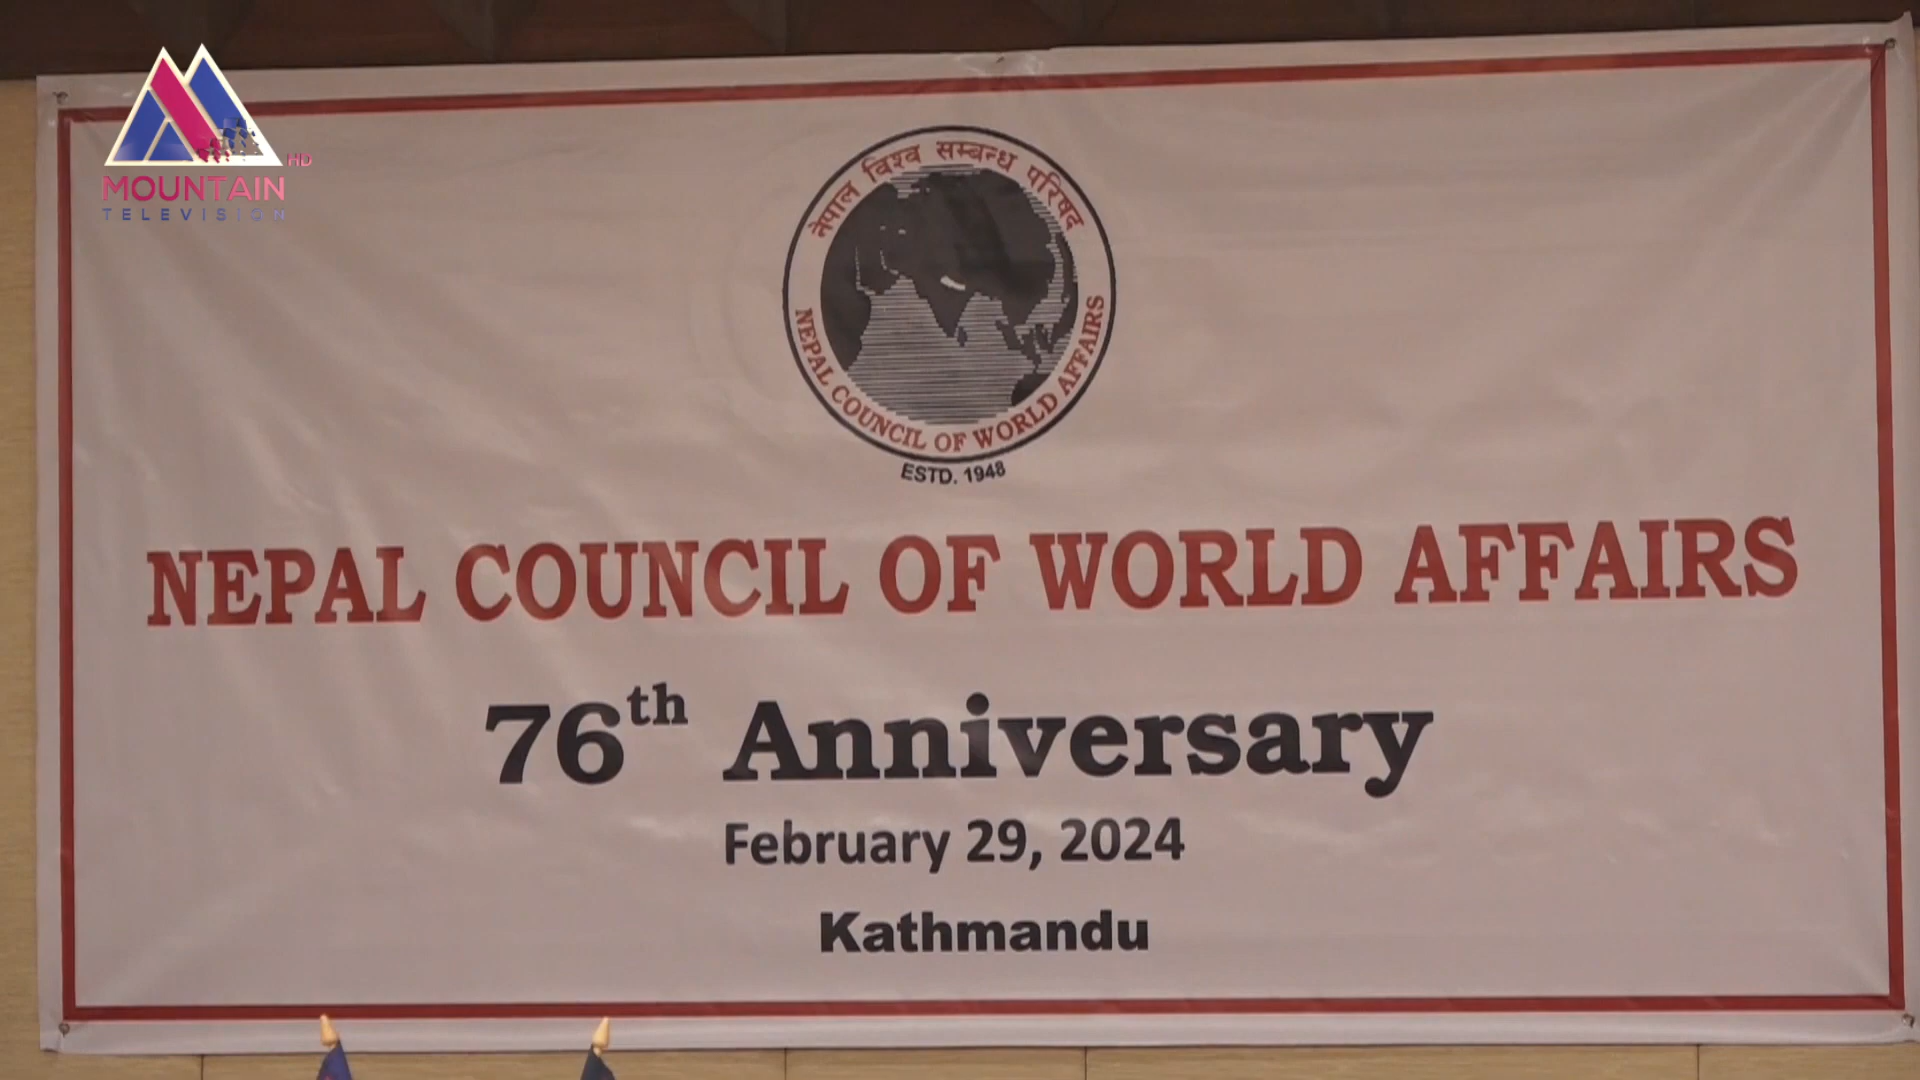 HD
MOUNTAIN
TELEVISION
नेपाल विश्व सम्बन्ध परिषद
NEPAL COUNCIL OF WORLD AFFAIRS
ESTD. 1948
NEPAL COUNCIL OF WORLD AFFAIRS
76th Anniversary
February 29, 2024
Kathmandu